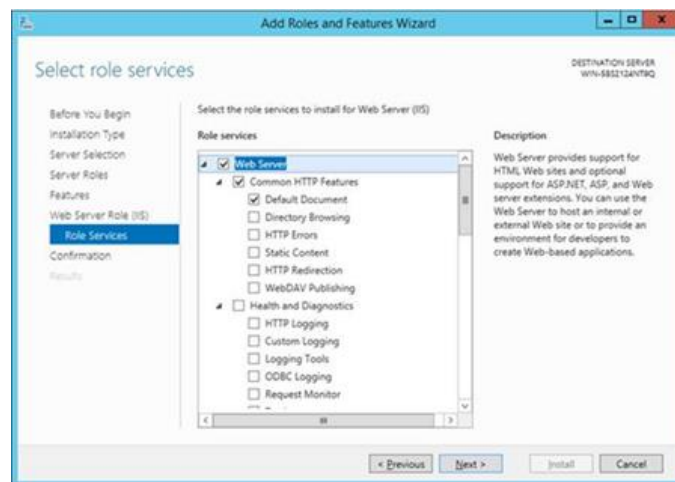 Add Roles and Features Wizard
Select role services
DESTINATION SERVER
Before You Begin
Installation Type
Server Selection
Server Roles
Features
Web Server Role (IIS)
Role Services
Confirmation
Results
Select the role services to install for Web Server (IIS)
Role services
Web Server
Common HTTP Features
Default Document
Directory Browsing
HTTP Errors
Static Content
HTTP Redirection
WebDAV Publishing
Health and Diagnostics
HTTP Logging
Custom Logging
Logging Tools
ODBC Logging
Request Monitor
Description
Web Server provides support for
HTML Web sites and optional
support for ASP.NET, ASP, and Web
server extensions. You can use the
Web Server to host an internal or
external Web site or to provide an
environment for developers to
create Web-based applications.
< Previous
Next >
Install
Cancel